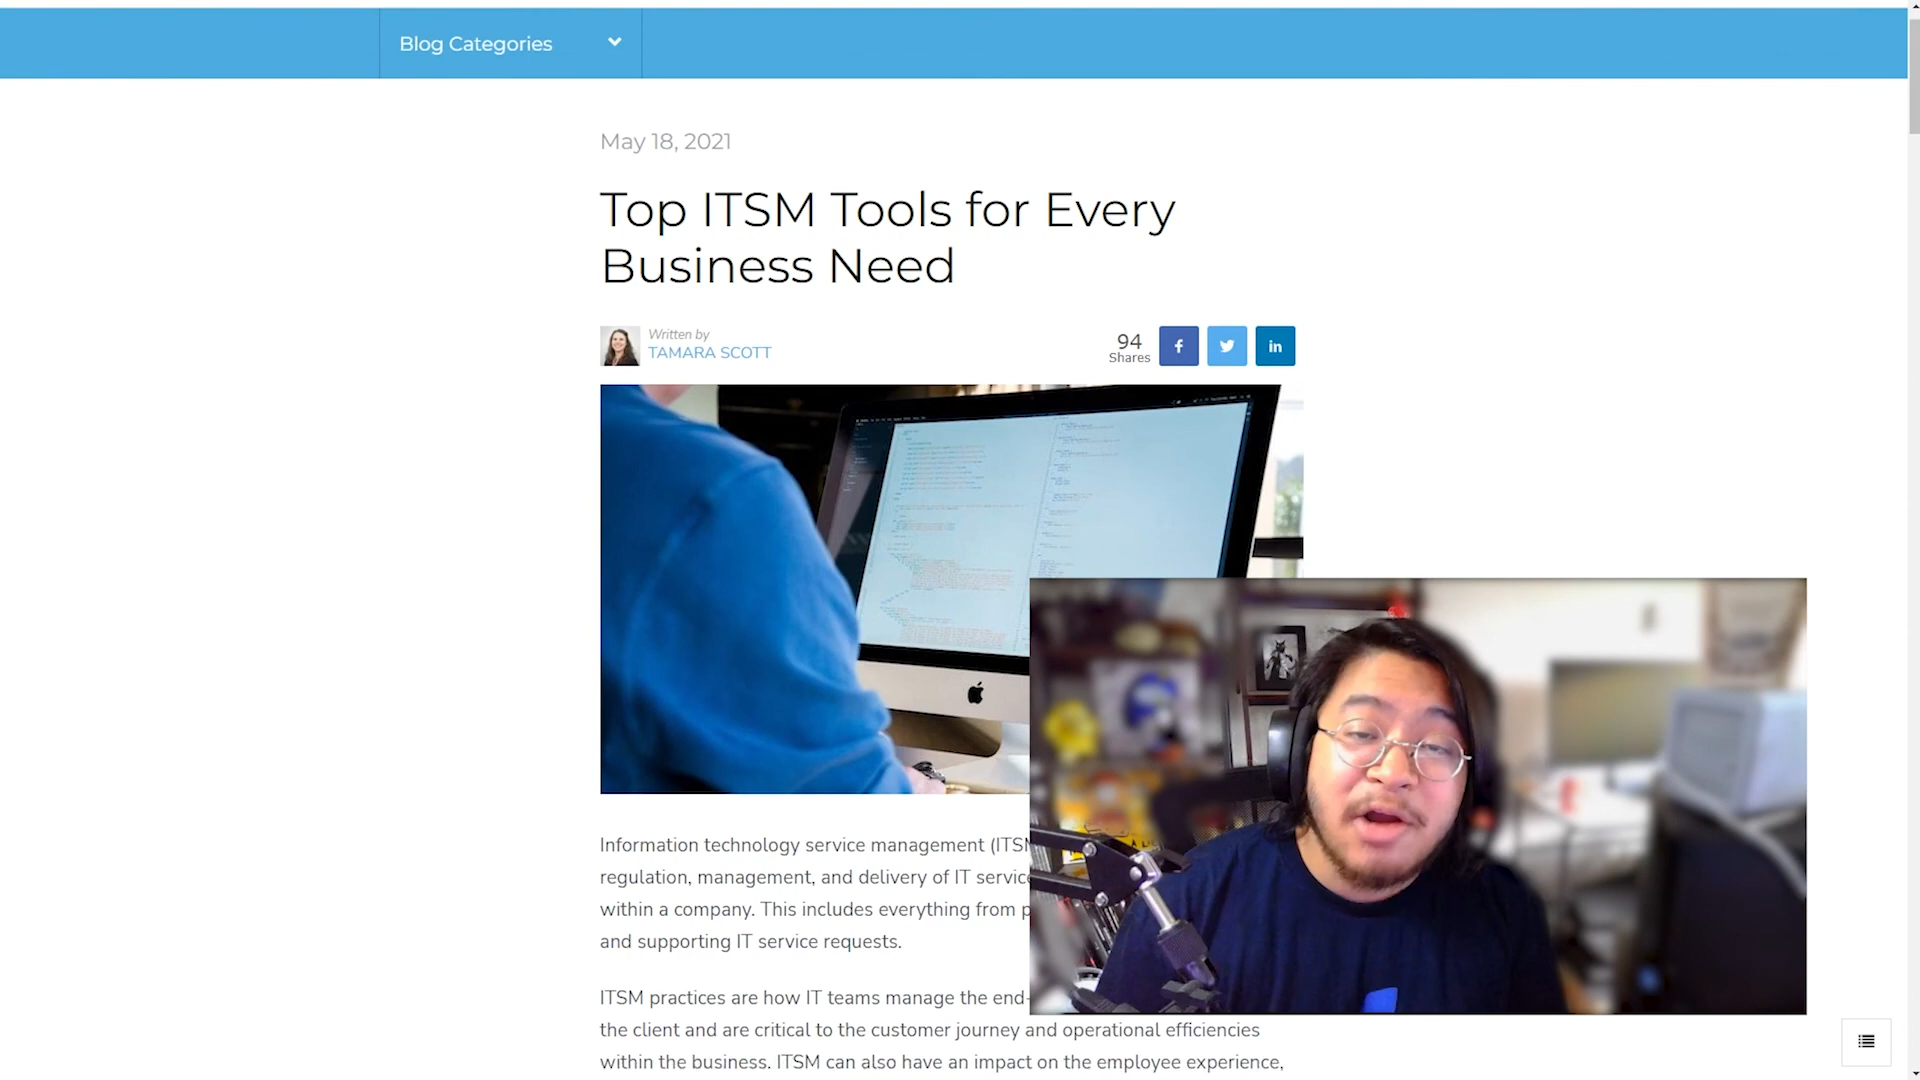 Blog Categories
May 18, 2021
Top ITSM Tools for Every
Business Need
Written by
TAMARA SCOTT
94
Shares
Information technology service management (ITSM
regulation, management, and delivery of IT servic
within a company. This includes everything from
and supporting IT service requests.
ITSM practices are how IT teams manage the end-
the client and are critical to the customer journey and operational efficiencies
within the business. ITSM can also have an impact on the employee experience,